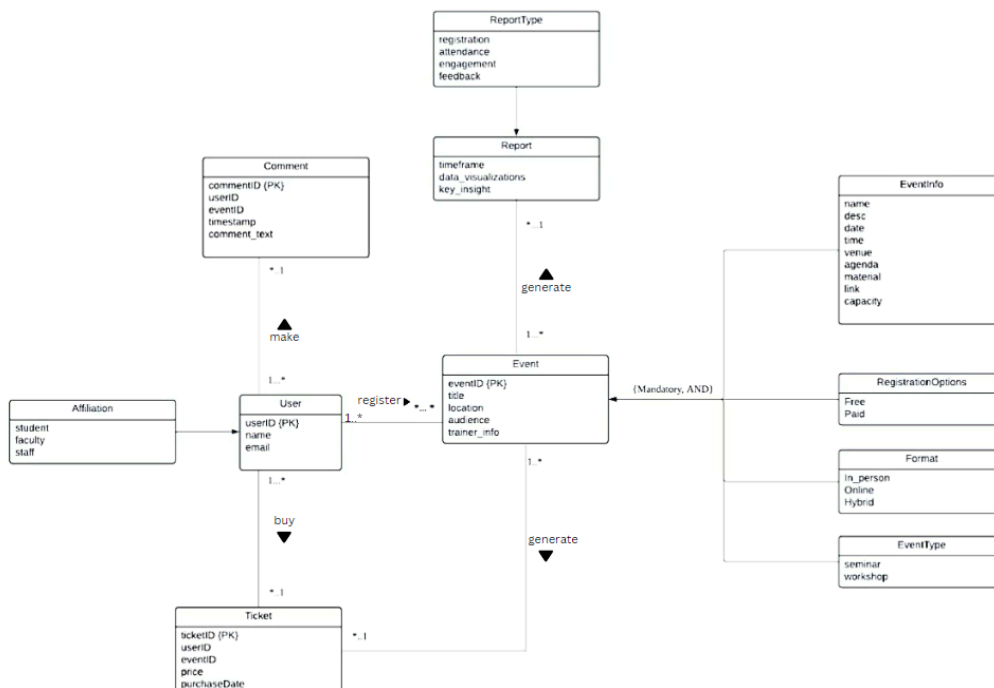 ReportType
registration
attendance
engagement
feedback
Report
timeframe
data_visualizations
key_insight
*...1
generate
1...*
Comment
commentID {PK}
userID
eventID
timestamp
comment_text
*..1
make
1...*
EventInfo
name
desc
date
time
venue
agenda
material
link
capacity
Event
eventID {PK}
title
location
audience
trainer_info
{Mandatory, AND}
RegistrationOptions
Free
Paid
Affiliation
student
faculty
staff
User
userID {PK}
name
email
register
1..*
*...*
Format
In_person
Online
Hybrid
1...*
buy
*..1
1..*
generate
*..1
EventType
seminar
workshop
Ticket
ticketID {PK}
userID
eventID
price
purchaseDate